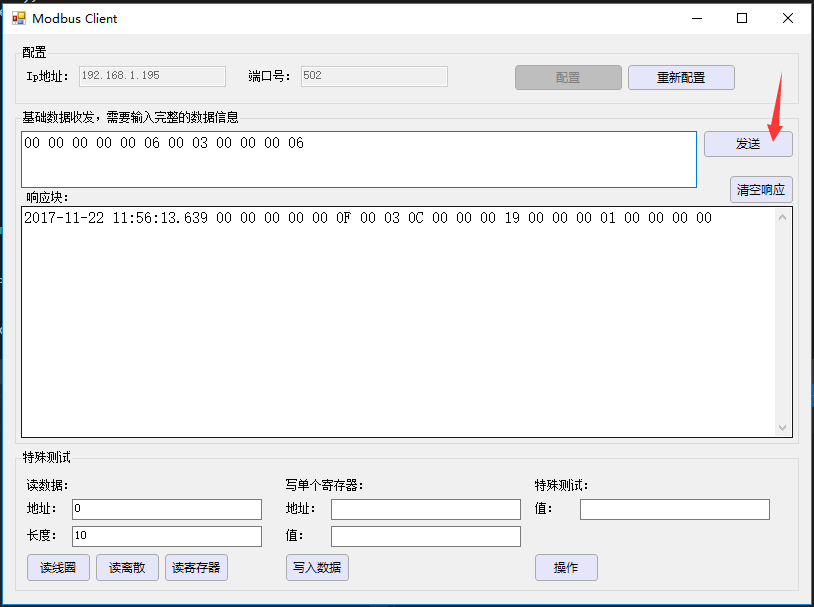 Modbus Client
配置
Ip地址: 192.168.1.195 端口号: 502 配置 重新配置
基础数据收发，需要输入完整的数据信息
00 00 00 00 00 06 00 03 00 00 00 06 发送
清空响应
响应块:
2017-11-22 11:56:13.639 00 00 00 00 00 0F 00 03 0C 00 00 00 19 00 00 00 01 00 00 00 00
特殊测试
读数据: 写单个寄存器: 特殊测试:
地址: 0 地址: 值:
长度: 10 值:
读线圈 读离散 读寄存器 写入数据 操作